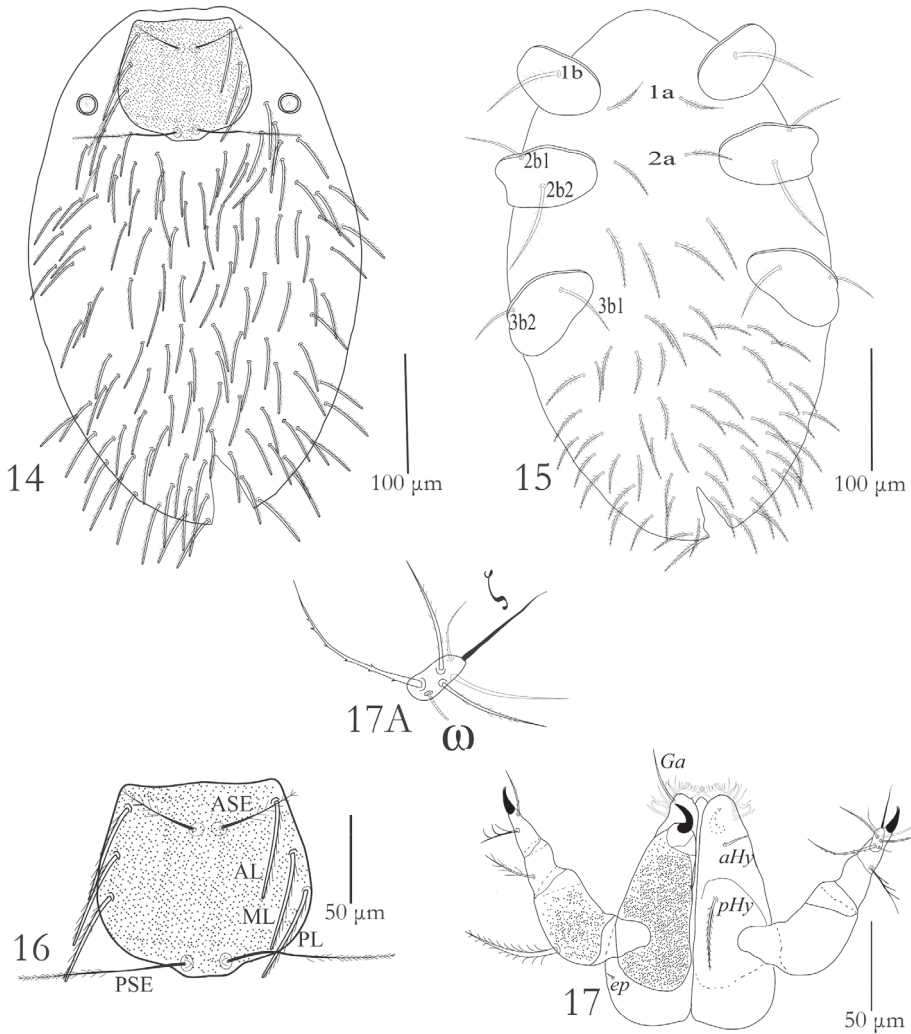 1b
1a
2b1
2a
2b2
3b1
3b2
14
100 µm
15
100 µm
ζ
17A
ω
Ga
ASE
AL
aHy
50 µm
ML
pHy
PL
16
PSE
ep
17
50 µm